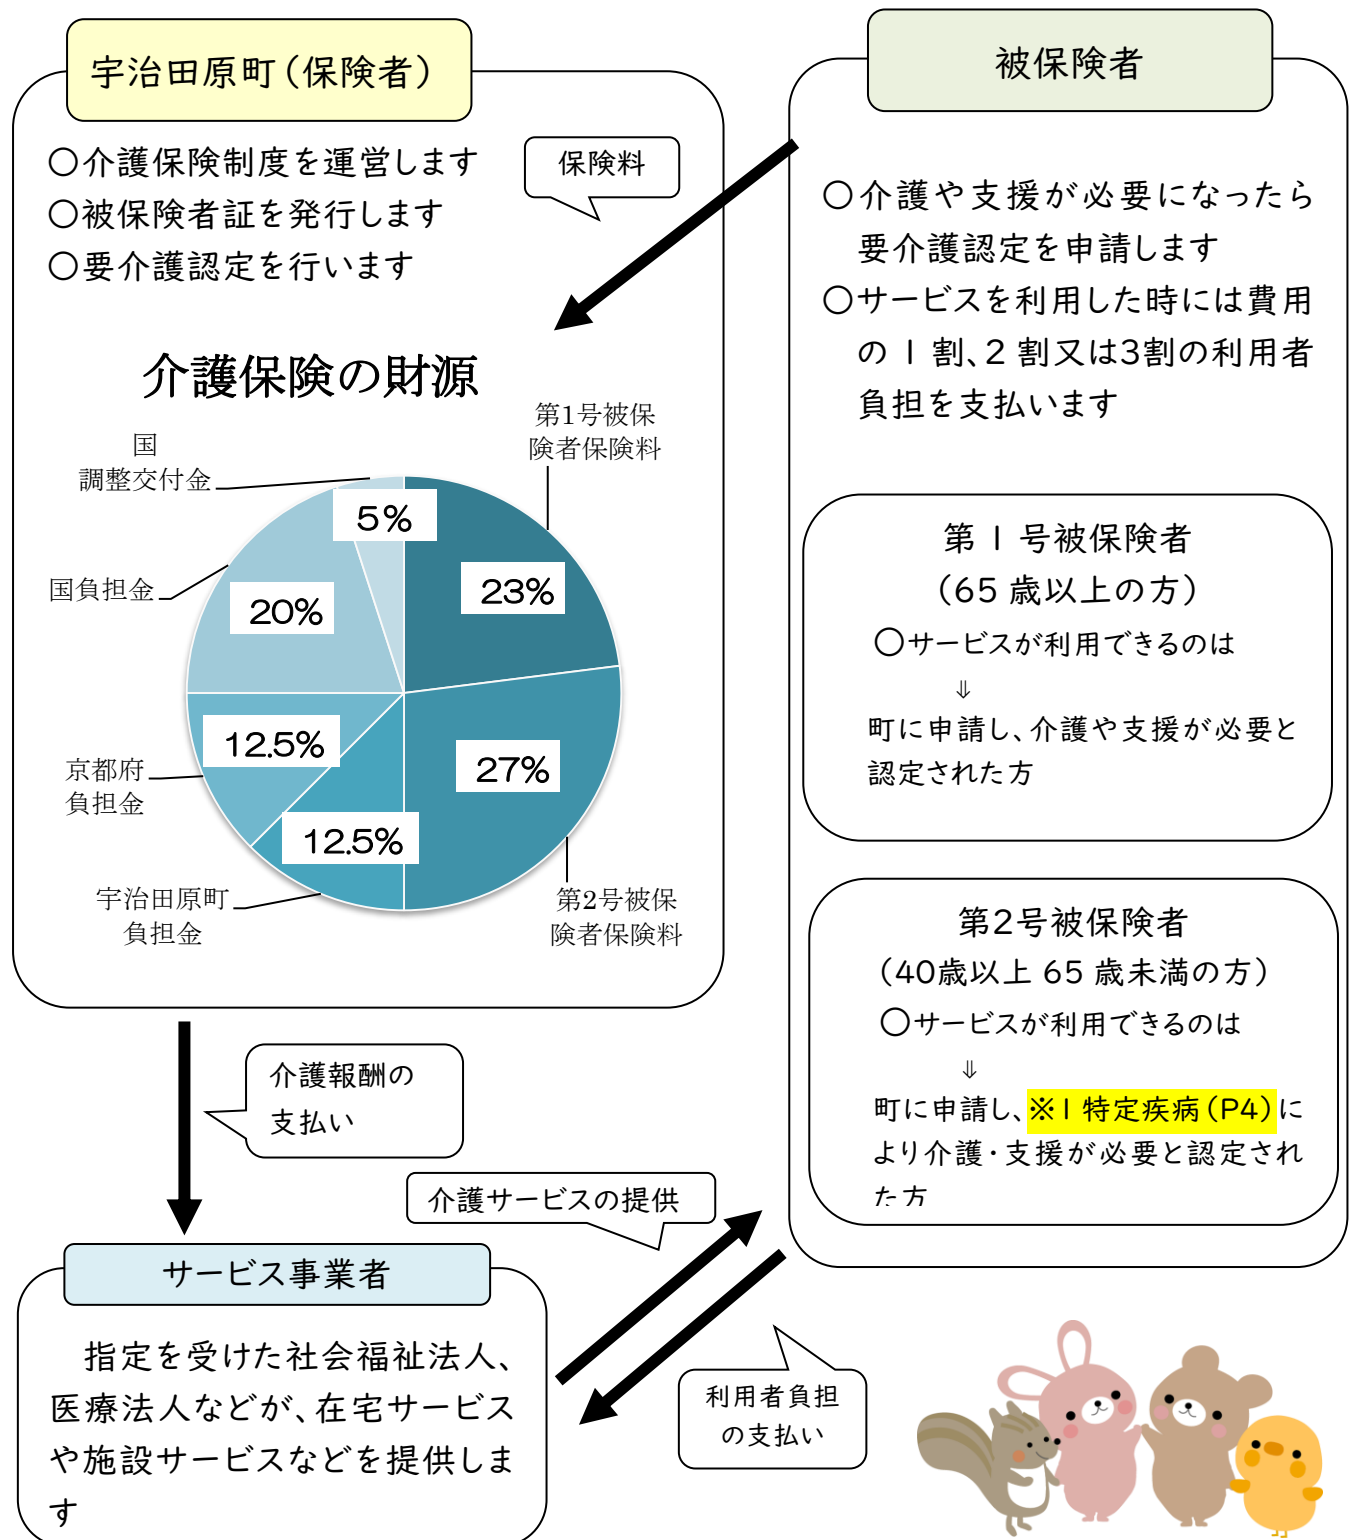 宇治田原町（保険者）
〇介護保険制度を運営します
〇被保険者証を発行します
〇要介護認定を行います
保険料
介護保険の財源
第1号被保
険者保険料
国
調整交付金
5%
23%
国負担金
20%
京都府
負担金
12.5%
27%
12.5%
宇治田原町
負担金
第2号被保
険者保険料
被保険者
〇介護や支援が必要になったら
要介護認定を申請します
〇サービスを利用した時には費用
の1割、2割又は3割の利用者
負担を支払います
第1号被保険者
（65歳以上の方）
〇サービスが利用できるのは
⇓
町に申請し、介護や支援が必要と
認定された方
第2号被保険者
（40歳以上65歳未満の方）
〇サービスが利用できるのは
⇓
町に申請し、※1特定疾病（P4）に
より介護・支援が必要と認定され
た方
介護報酬の
支払い
介護サービスの提供
利用者負担
の支払い
サービス事業者
指定を受けた社会福祉法人、
医療法人などが、在宅サービス
や施設サービスなどを提供しま
す